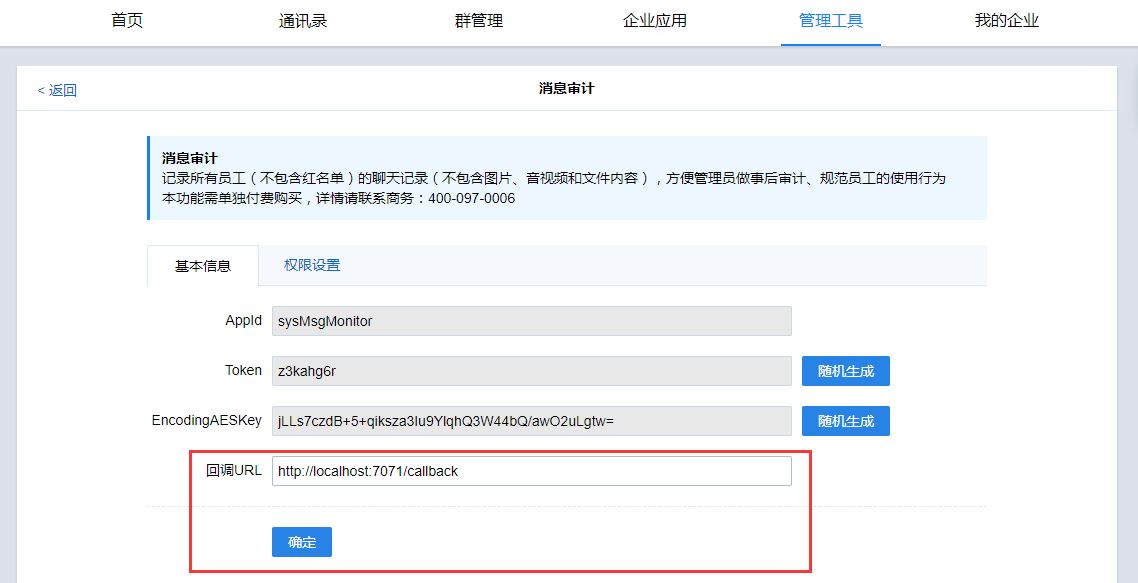 首页 通讯录 群管理 企业应用 管理工具 我的企业
< 返回 消息审计
消息审计
记录所有员工（不包含红名单）的聊天记录（不包含图片、音视频和文件内容），方便管理员做事后审计、规范员工的使用行为
本功能需单独付费购买，详情请联系商务：400-097-0006
基本信息 权限设置
AppId sysMsgMonitor
Token z3kahg6r 随机生成
EncodingAESKey jLLs7czdB+5+qiksza3Iu9YIqhQ3W44bQ/awO2uLgtw= 随机生成
回调URL http://localhost:7071/callback
确定